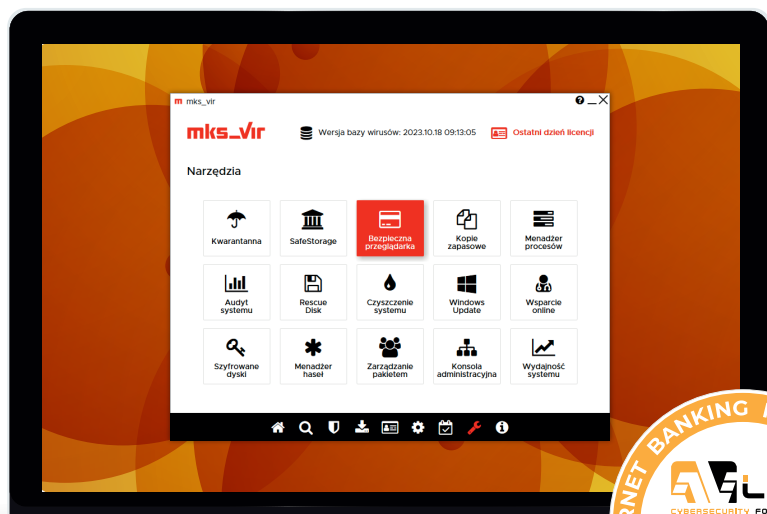 mks_vir
mks_vir
Wersja bazy wirusów: 2023.10.18 09:13:05
Ostatni dzień licencji
Narzędzia
Kwarantanna
SafeStorage
Bezpieczna
przeglądarka
Kopie
zapasowe
Menadżer
procesów
Audyt
systemu
Rescue
Disk
Czyszczenie
systemu
Windows
Update
Wsparcie
online
Szyfrowane
dyski
Menadżer
haseł
Zarządzanie
pakietem
Konsola
administracyjna
Wydajność
systemu
BANKING
CYBERSECURITY